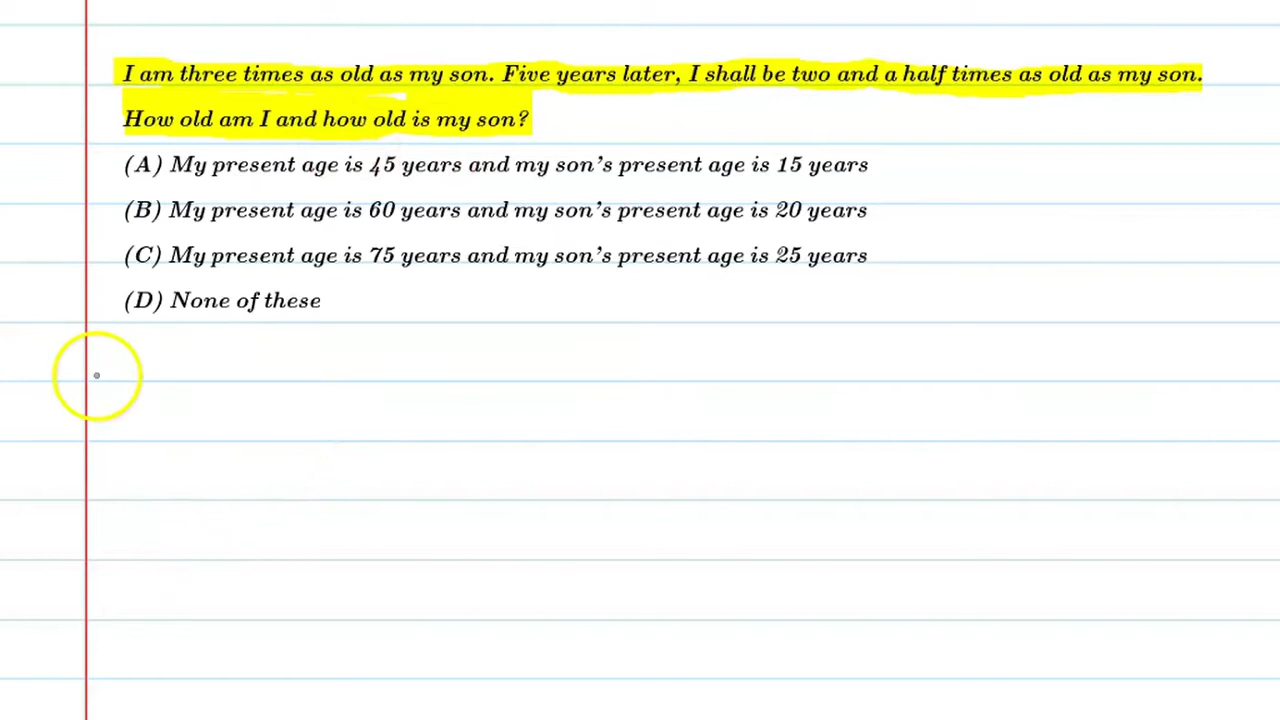 I am three times as old as my son. Five years later, I shall be two and a half times as old as my son.
How old am I and how old is my son?
(A) My present age is 45 years and my son's present age is 15 years
(B) My present age is 60 years and my son's present age is 20 years
(C) My present age is 75 years and my son's present age is 25 years
(D) None of these